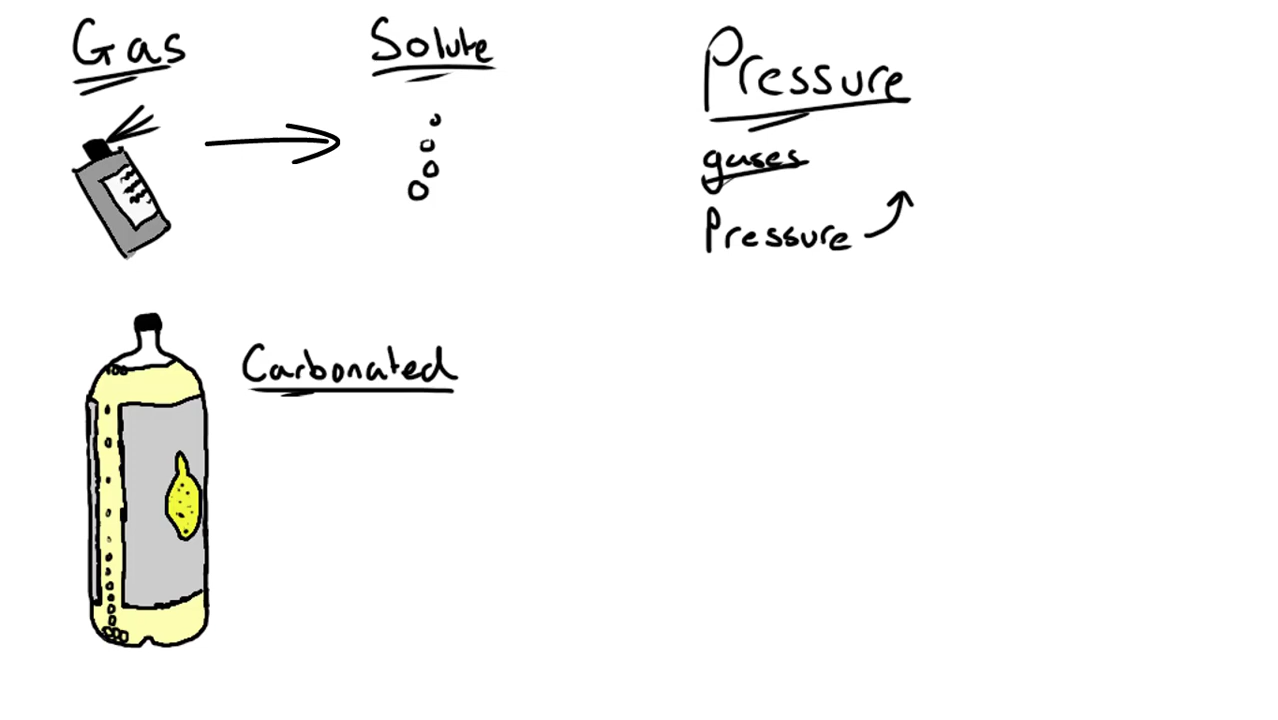 Gas
Solute
Pressure
gases
Pressure
Carbonated